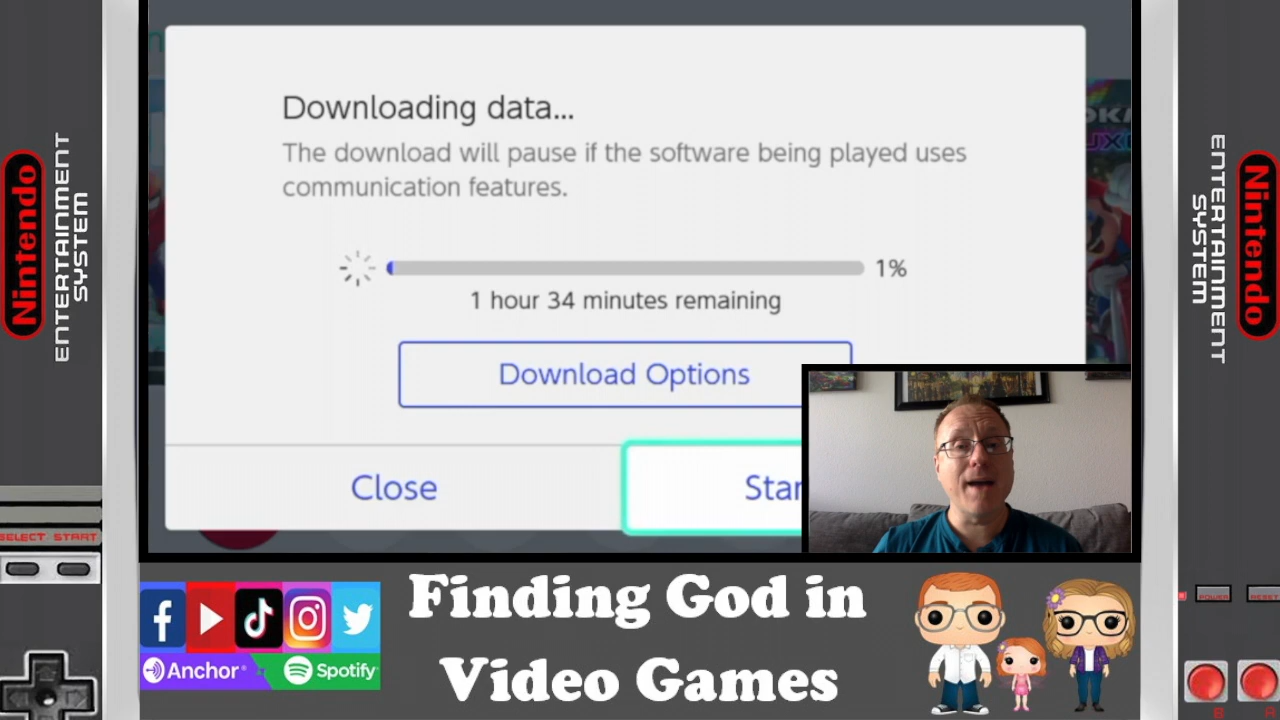 Downloading data...
The download will pause if the software being played uses
communication features.
1%
1 hour 34 minutes remaining
Download Options
Close
Nintendo
ENTERTAINMENT
SYSTEM
Nintendo
ENTERTAINMENT
SYSTEM
SELECT START
POWER
RESET
Finding God in
Video Games
Anchor
Spotify
B
A